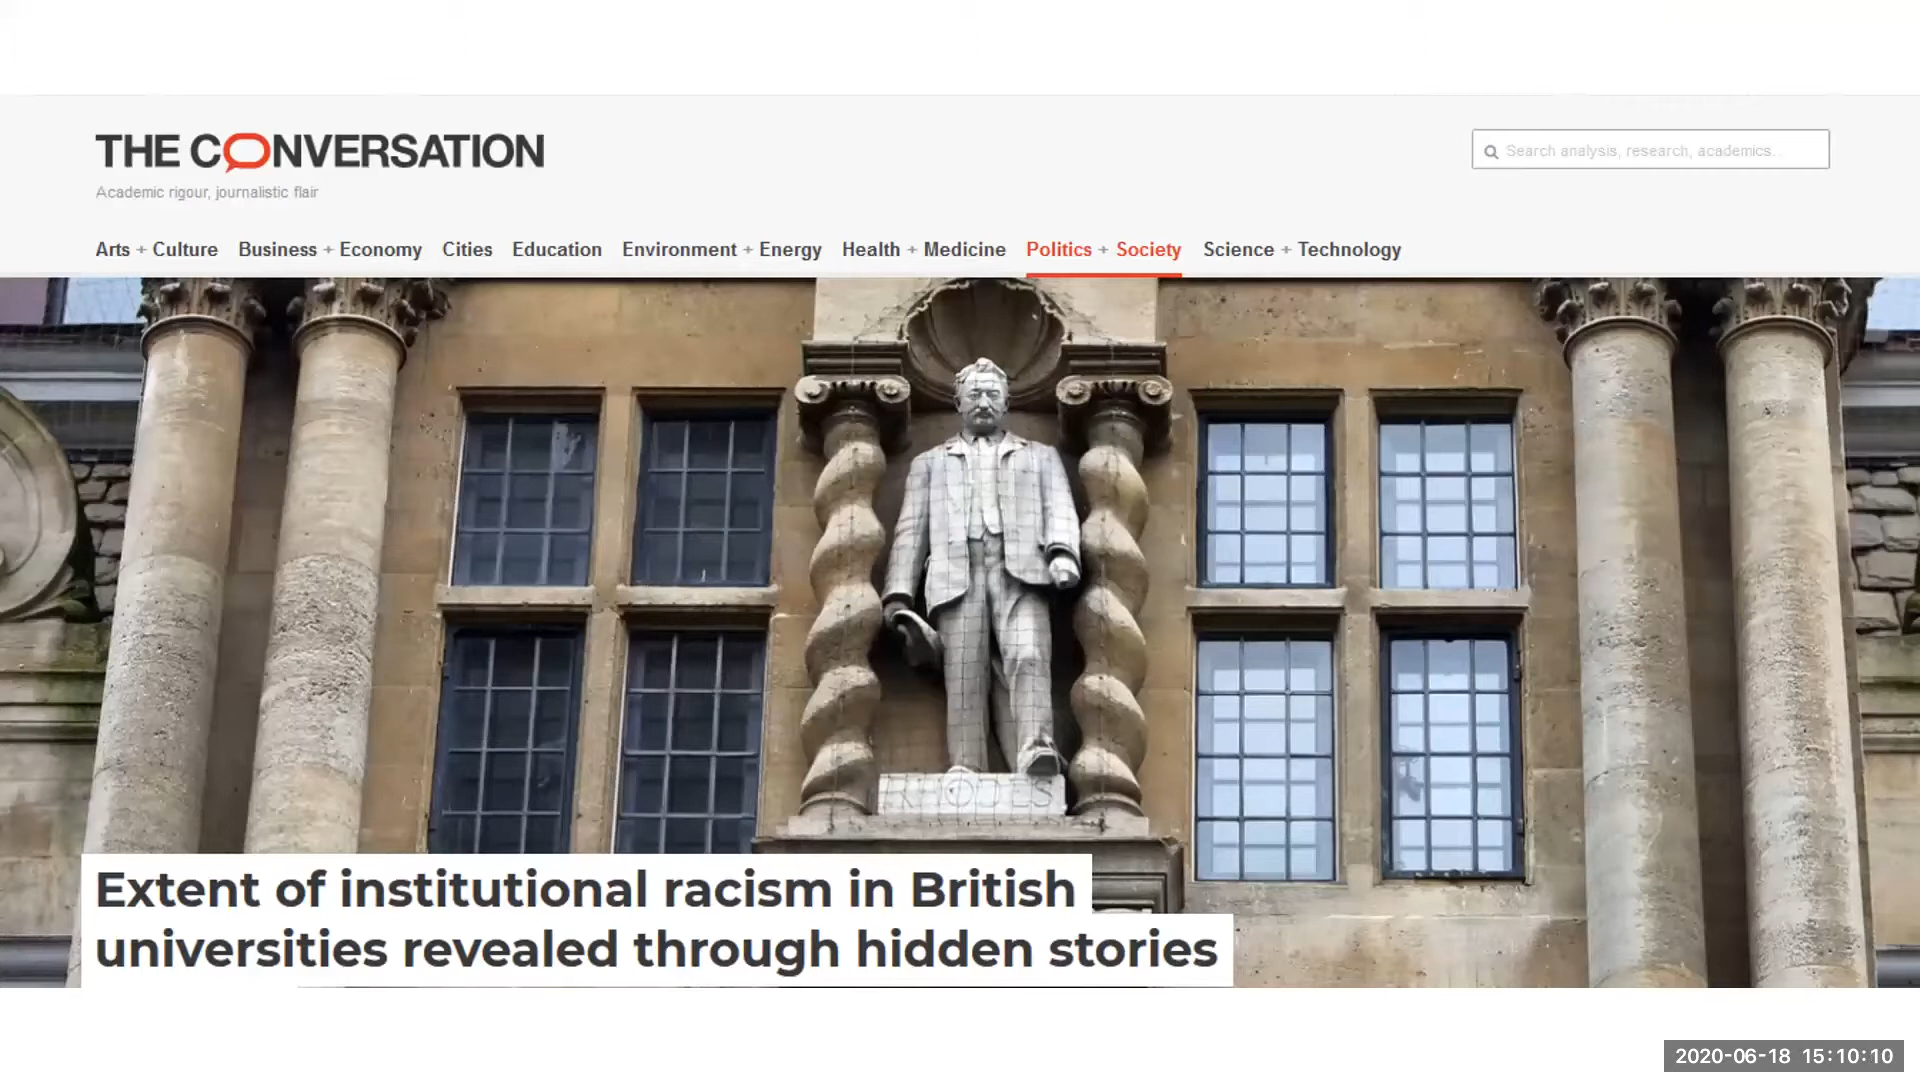 THE CONVERSATION
Academic rigour, journalistic flair
Search analysis, research, academics...
Arts + Culture Business + Economy Cities Education Environment + Energy Health + Medicine Politics + Society Science + Technology
RHODES
Extent of institutional racism in British
universities revealed through hidden stories
2020-06-18 15:10:10